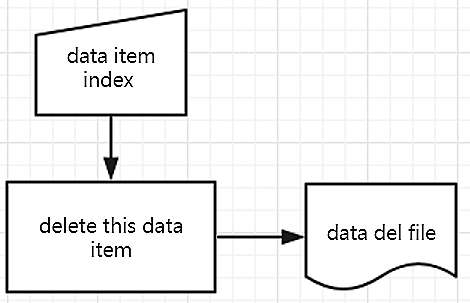 data item
index
delete this data
item
data del file